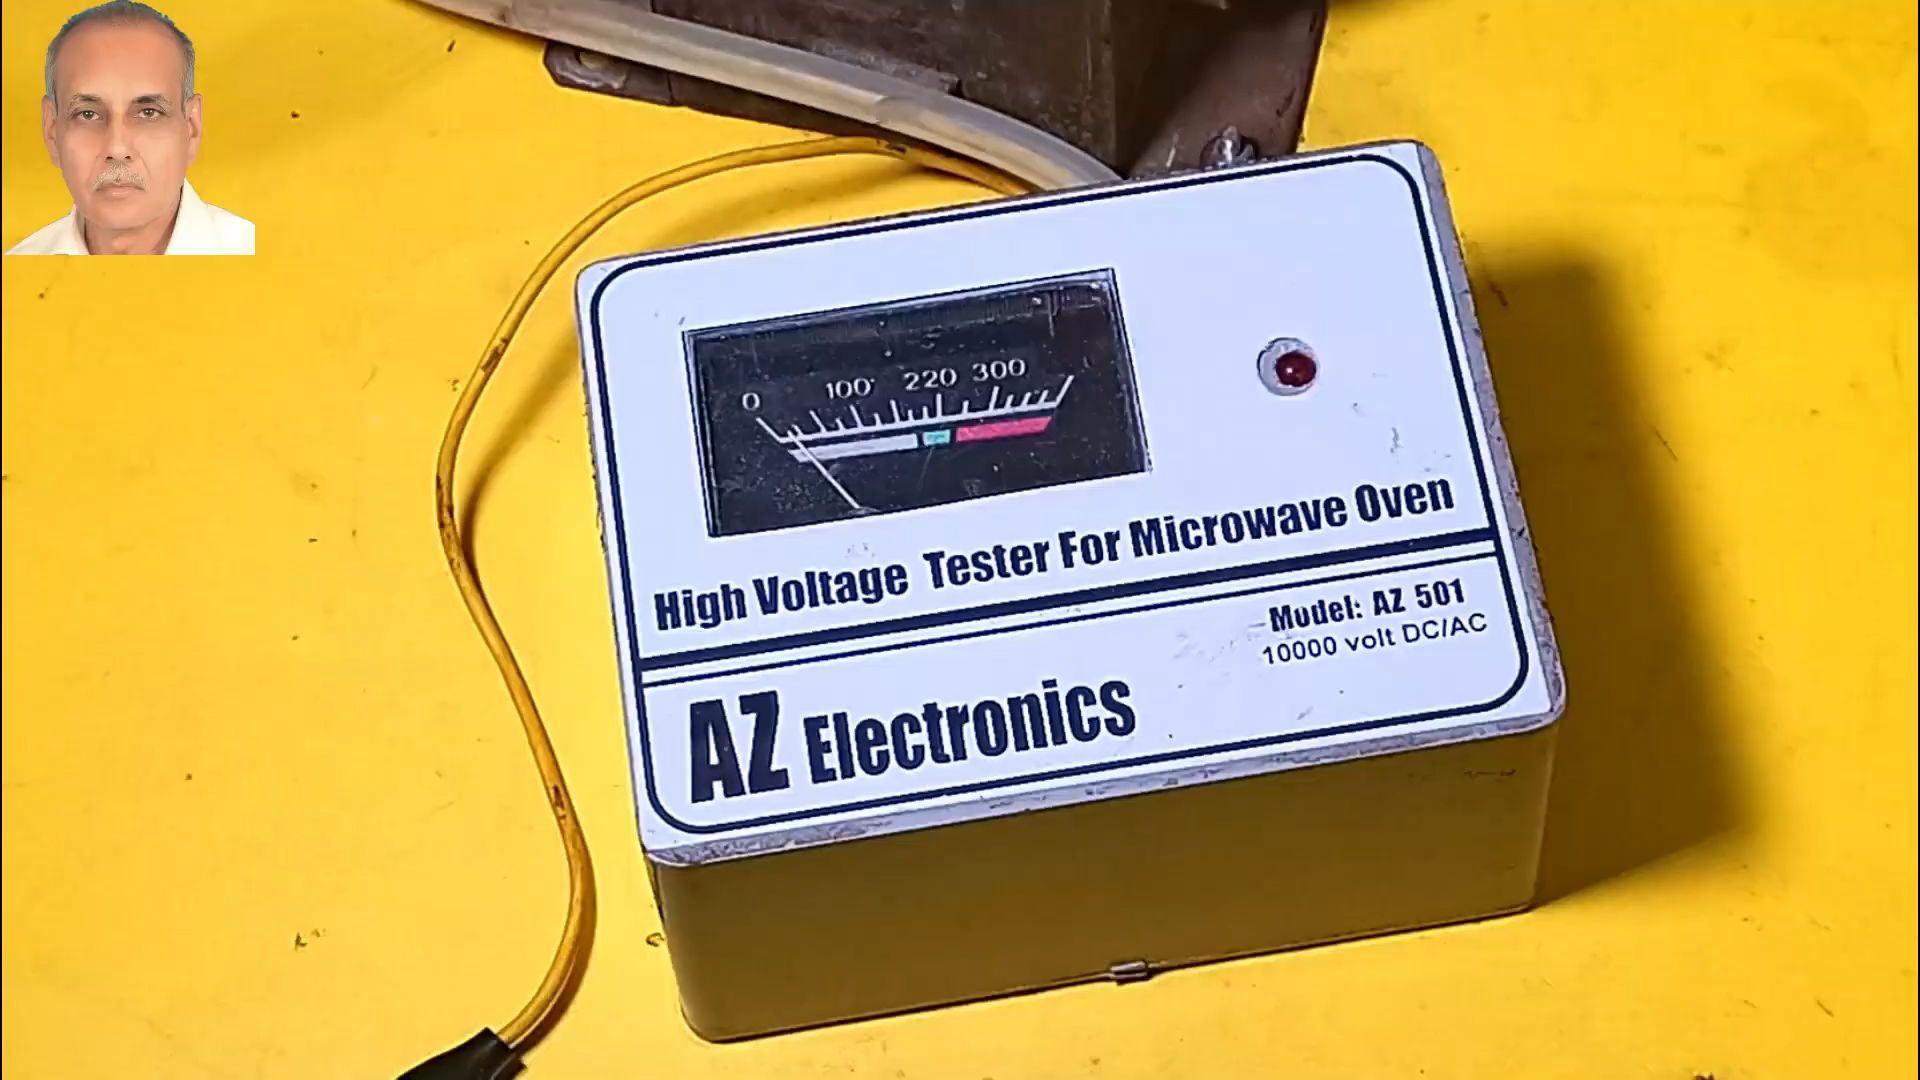 0 100 220 300
High Voltage Tester For Microwave Oven
Model: AZ 501
10000 volt DC/AC
AZ Electronics